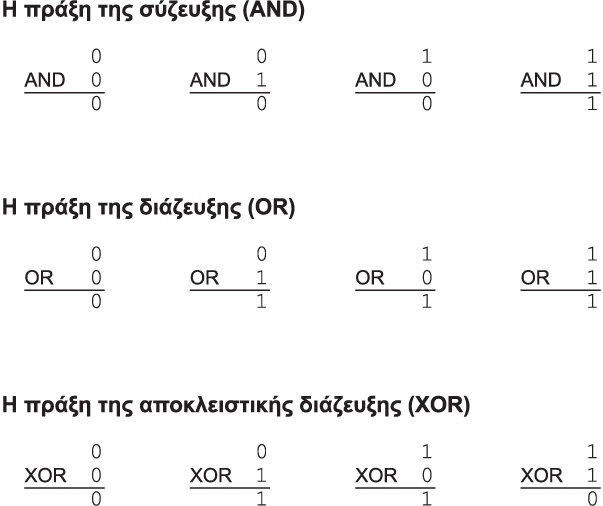 Η πράξη της σύζευξης (AND)
0 0 1 1
AND 0 AND 1 AND 0 AND 1
0 0 0 1
Η πράξη της διάζευξης (OR)
0 0 1 1
OR 0 OR 1 OR 0 OR 1
0 1 1 1
Η πράξη της αποκλειστικής διάζευξης (XOR)
0 0 1 1
XOR 0 XOR 1 XOR 0 XOR 1
0 1 1 0